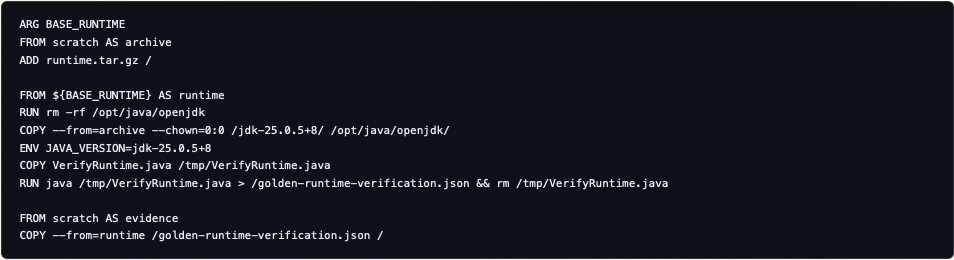 ARG BASE_RUNTIME
FROM scratch AS archive
ADD runtime.tar.gz /

FROM ${BASE_RUNTIME} AS runtime
RUN rm -rf /opt/java/openjdk
COPY --from=archive --chown=0:0 /jdk-25.0.5+8/ /opt/java/openjdk/
ENV JAVA_VERSION=jdk-25.0.5+8
COPY VerifyRuntime.java /tmp/VerifyRuntime.java
RUN java /tmp/VerifyRuntime.java > /golden-runtime-verification.json && rm /tmp/VerifyRuntime.java

FROM scratch AS evidence
COPY --from=runtime /golden-runtime-verification.json /